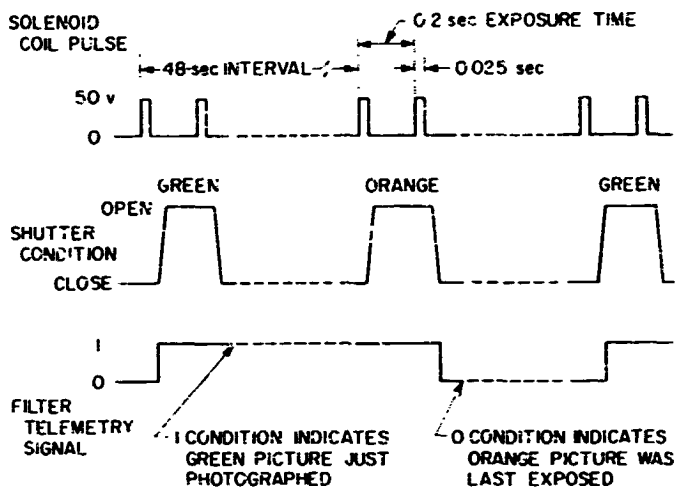 SOLENOID
COIL PULSE
0.2 sec EXPOSURE TIME
48-sec INTERVAL
0.025 sec
50 v
0
GREEN
ORANGE
GREEN
OPEN
SHUTTER
CONDITION
CLOSE
1
0
FILTER
TELEMETRY
SIGNAL
1 CONDITION INDICATES
GREEN PICTURE JUST
PHOTOGRAPHED
0 CONDITION INDICATES
ORANGE PICTURE WAS
LAST EXPOSED